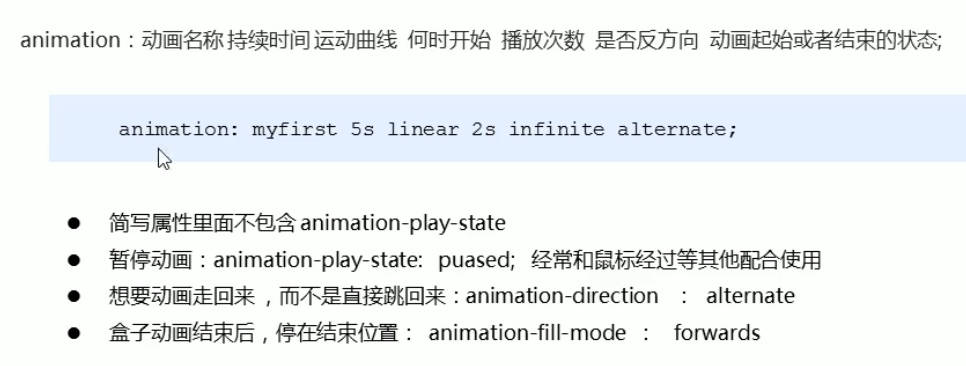 animation：动画名称 持续时间 运动曲线 何时开始 播放次数 是否反方向 动画起始或者结束的状态;
animation: myfirst 5s linear 2s infinite alternate;
● 简写属性里面不包含 animation-play-state
● 暂停动画：animation-play-state: puased; 经常和鼠标经过等其他配合使用
● 想要动画走回来，而不是直接跳回来：animation-direction ： alternate
● 盒子动画结束后，停在结束位置： animation-fill-mode ： forwards